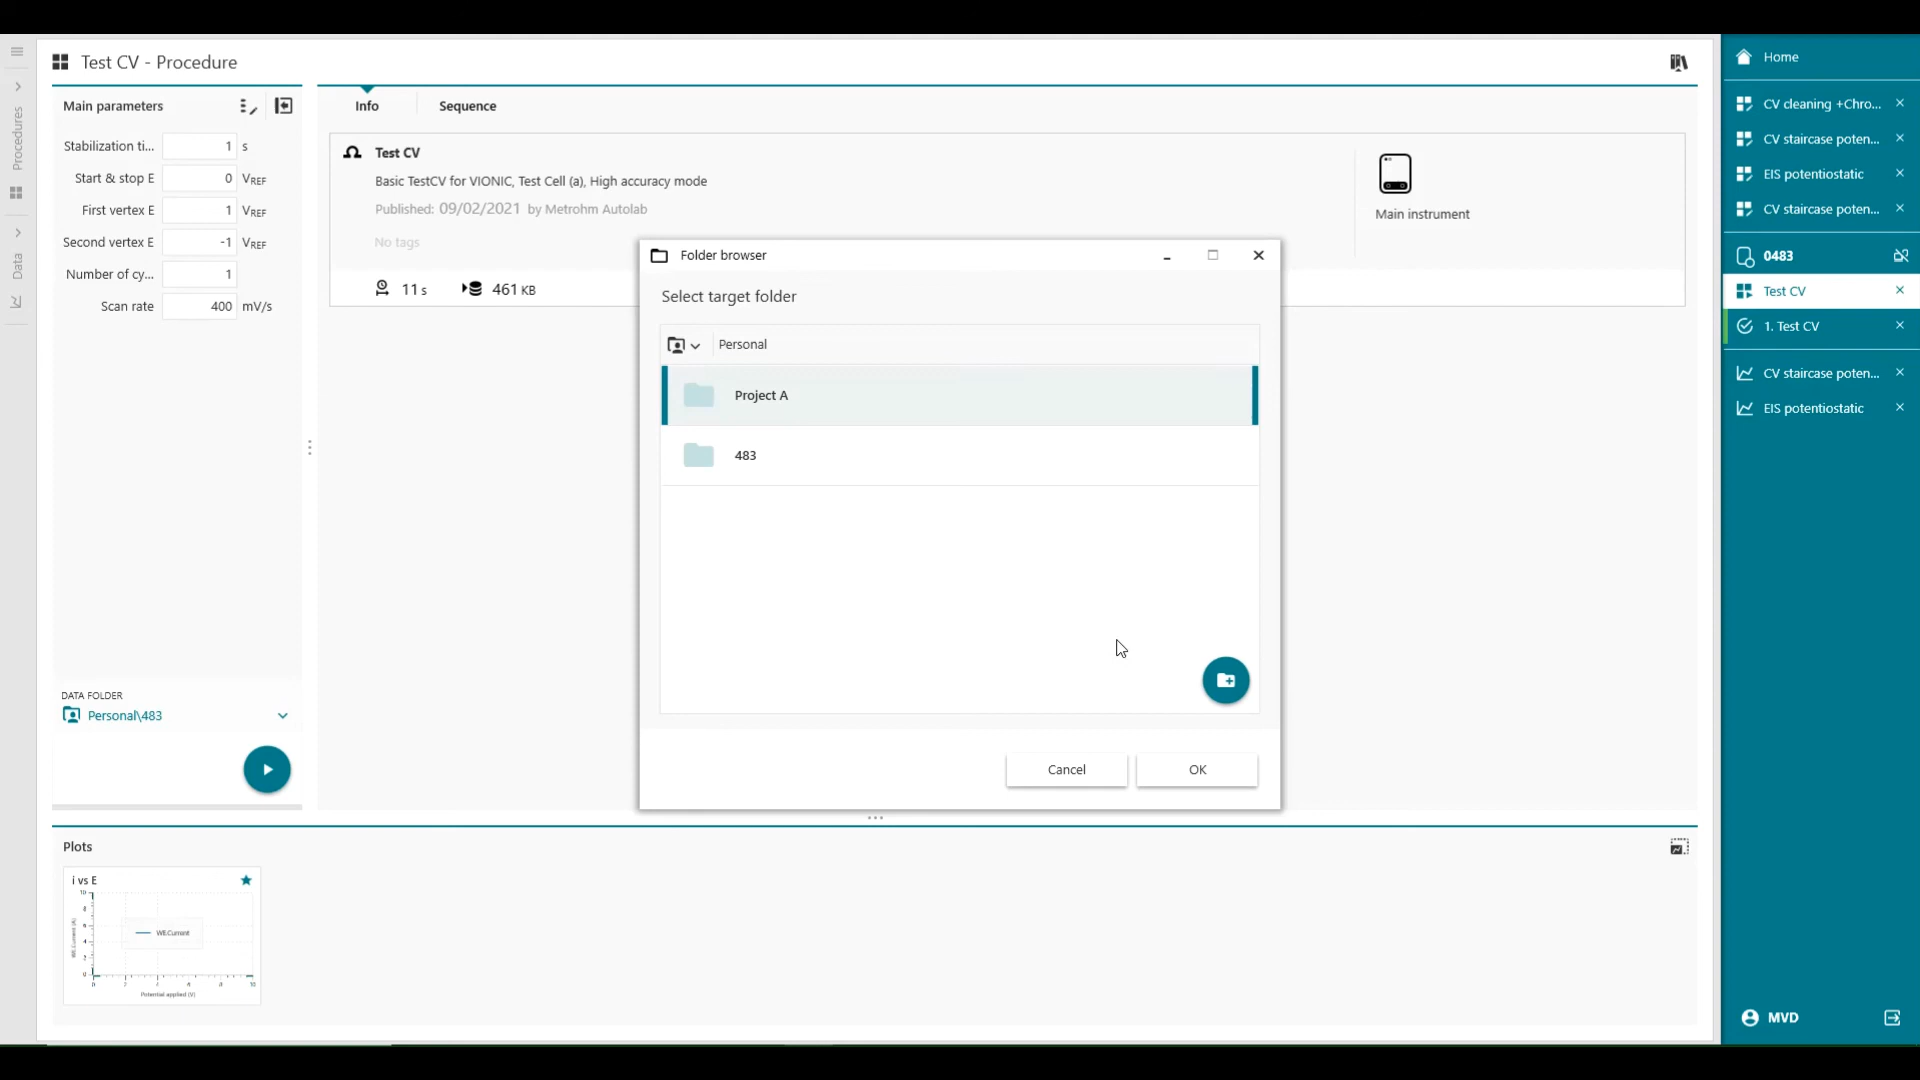 Test CV - Procedure
Procedures
Data
Main parameters
Stabilization ti... 1 s
Start & stop E 0 VREF
First vertex E 1 VREF
Second vertex E -1 VREF
Number of cy... 1
Scan rate 400 mV/s
DATA FOLDER
Personal\483
Info Sequence
Test CV
Basic TestCV for VIONIC, Test Cell (a), High accuracy mode
Published: 09/02/2021 by Metrohm Autolab
No tags
11 s 461 KB
Main instrument
Folder browser
Select target folder
Personal
Project A
483
Cancel OK
Plots
i vs E
WE.Current
Potential applied (V)
Home
CV cleaning +Chro...
CV staircase poten...
EIS potentiostatic
CV staircase poten...
0483
Test CV
1. Test CV
CV staircase poten...
EIS potentiostatic
MVD